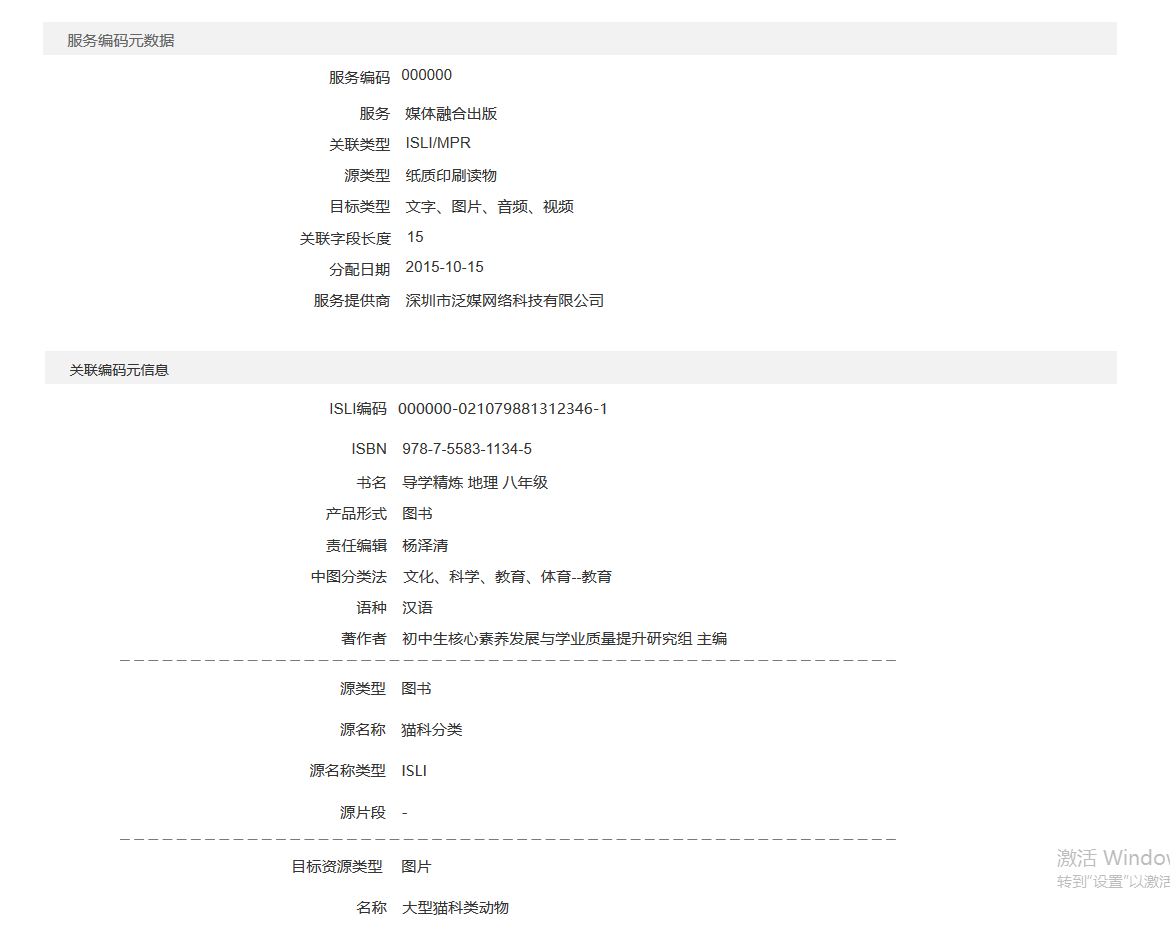 服务编码元数据
服务编码 000000
服务 媒体融合出版
关联类型 ISLI/MPR
源类型 纸质印刷读物
目标类型 文字、图片、音频、视频
关联字段长度 15
分配日期 2015-10-15
服务提供商 深圳市泛媒网络科技有限公司
关联编码元信息
ISLI编码 000000-021079881312346-1
ISBN 978-7-5583-1134-5
书名 导学精炼 地理 八年级
产品形式 图书
责任编辑 杨泽清
中图分类法 文化、科学、教育、体育--教育
语种 汉语
著作者 初中生核心素养发展与学业质量提升研究组 主编
源类型 图书
源名称 猫科分类
源名称类型 ISLI
源片段 -
目标资源类型 图片
名称 大型猫科类动物
激活 Window
转到“设置”以激活